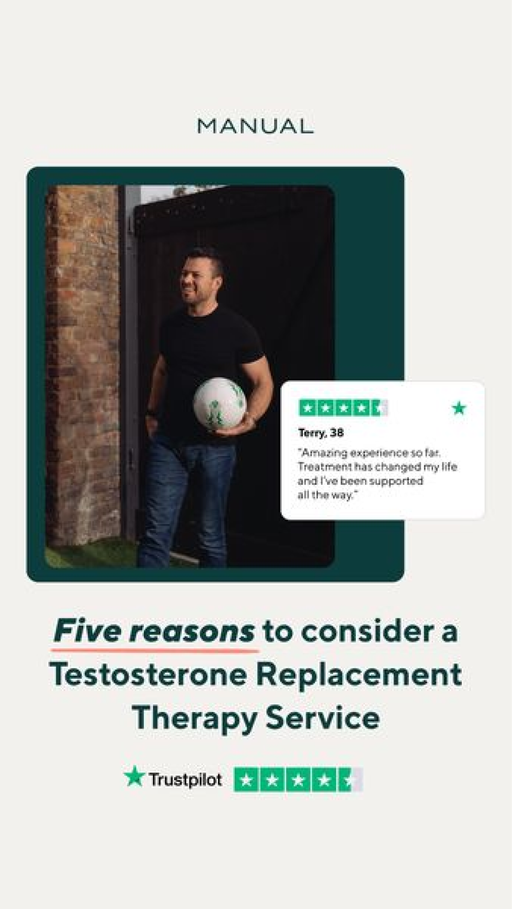 MANUAL
Terry, 38
"Amazing experience so far.
Treatment has changed my life
and I've been supported
all the way."
Five reasons to consider a
Testosterone Replacement
Therapy Service
Trustpilot